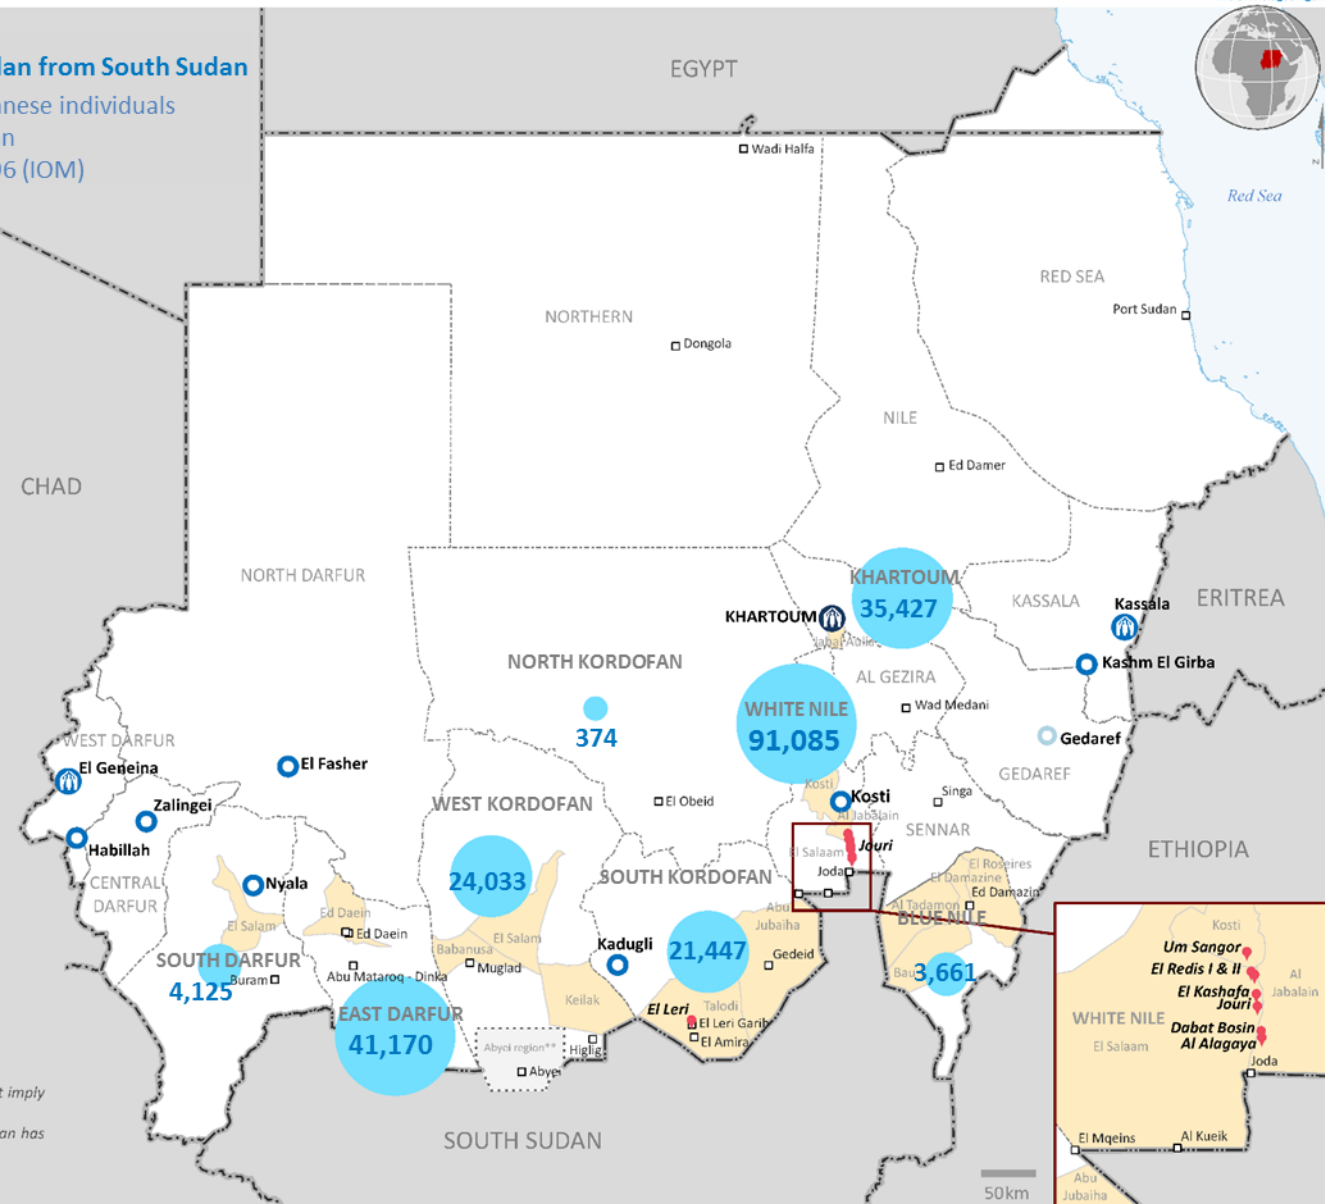 dan from South Sudan
nese individuals
n
96 (IOM)
EGYPT
Wadi Halfa
Red Sea
RED SEA
Port Sudan
NORTHERN
Dongola
NILE
Ed Damer
CHAD
NORTH DARFUR
KHARTOUM
35,427
KHARTOUM
Jabal Aulia
KASSALA
Kassala
ERITREA
Kashm El Girba
NORTH KORDOFAN
374
AL GEZIRA
WHITE NILE
91,085
Wad Medani
Gedaref
GEDAREF
WEST DARFUR
El Geneina
El Fasher
Zalingei
Habillah
WEST KORDOFAN
24,033
El Obeid
Kosti
Kosti
Al Jabalain
Singa
SENNAR
ETHIOPIA
CENTRAL
DARFUR
Nyala
El Salam
Ed Daein
Ed Daein
SOUTH KORDOFAN
El Salaam
Jouri
Joda
El Roseires
El Damazine
Ed Damazin
Al Tadamon
BLUE NILE
Bau
3,661
Abu
Jubaiha
Gedeid
21,447
Kadugli
Babanusa
El Salam
Muglad
Keilak
SOUTH DARFUR
4,125
Buram
Abu Mataroq - Dinka
EAST DARFUR
41,170
El Leri
Talodi
El Leri Garib
El Amira
Abyei region**
Higlig
Abyei
SOUTH SUDAN
t imply
an has
50km
Kosti
Um Sangor
El Redis I & II
El Kashafa
Jouri
Al
Jabalain
WHITE NILE
Dabat Bosin
El Salaam
Al Alagaya
Joda
El Mqeins
Al Kueik
Abu
Jubaiha